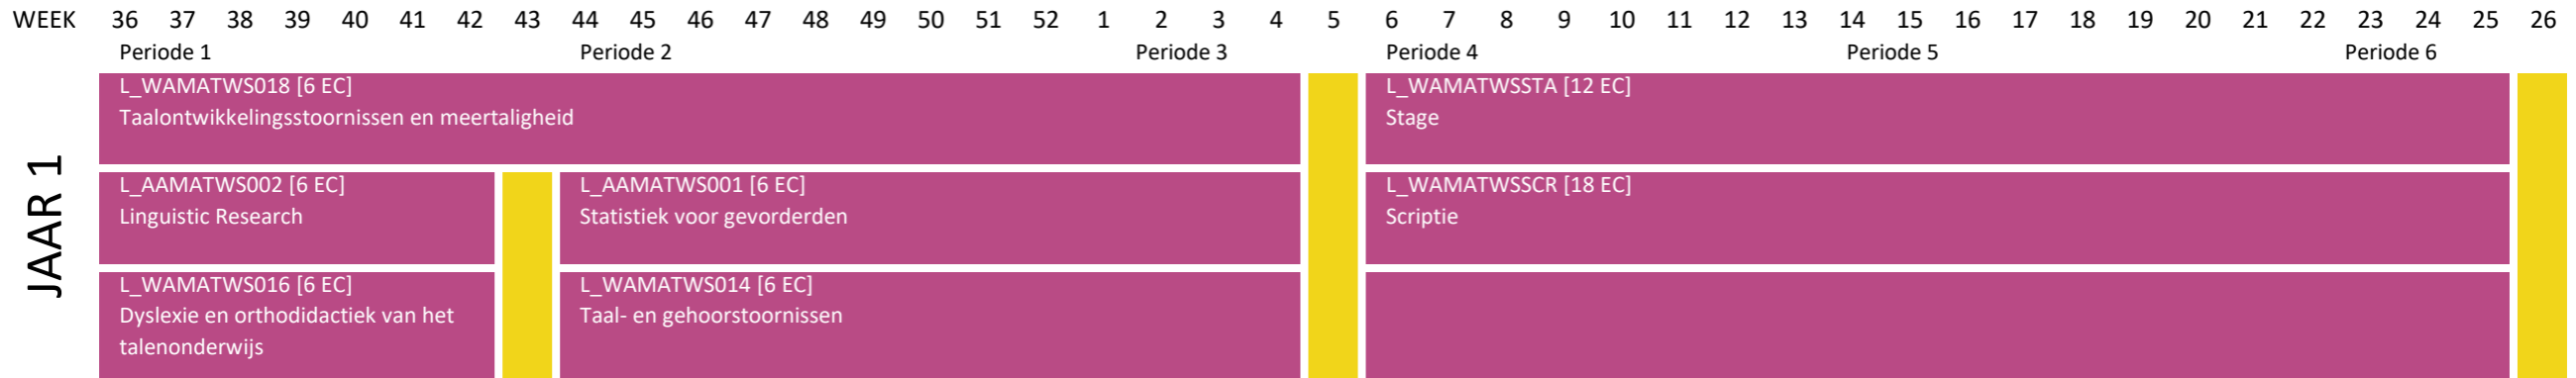 WEEK 36 37 38 39 40 41 42 43 44 45 46 47 48 49 50 51 52 1 2 3 4 5 6 7 8 9 10 11 12 13 14 15 16 17 18 19 20 21 22 23 24 25 26
Periode 1 Periode 2 Periode 3 Periode 4 Periode 5 Periode 6
JAAR 1
L_WAMATWS018 [6 EC]
Taalontwikkelingsstoornissen en meertaligheid
L_WAMATWSSTA [12 EC]
Stage
L_AAMATWS002 [6 EC]
Linguistic Research
L_AAMATWS001 [6 EC]
Statistiek voor gevorderden
L_WAMATWSSCR [18 EC]
Scriptie
L_WAMATWS016 [6 EC]
Dyslexie en orthodidactiek van het
talenonderwijs
L_WAMATWS014 [6 EC]
Taal- en gehoorstoornissen